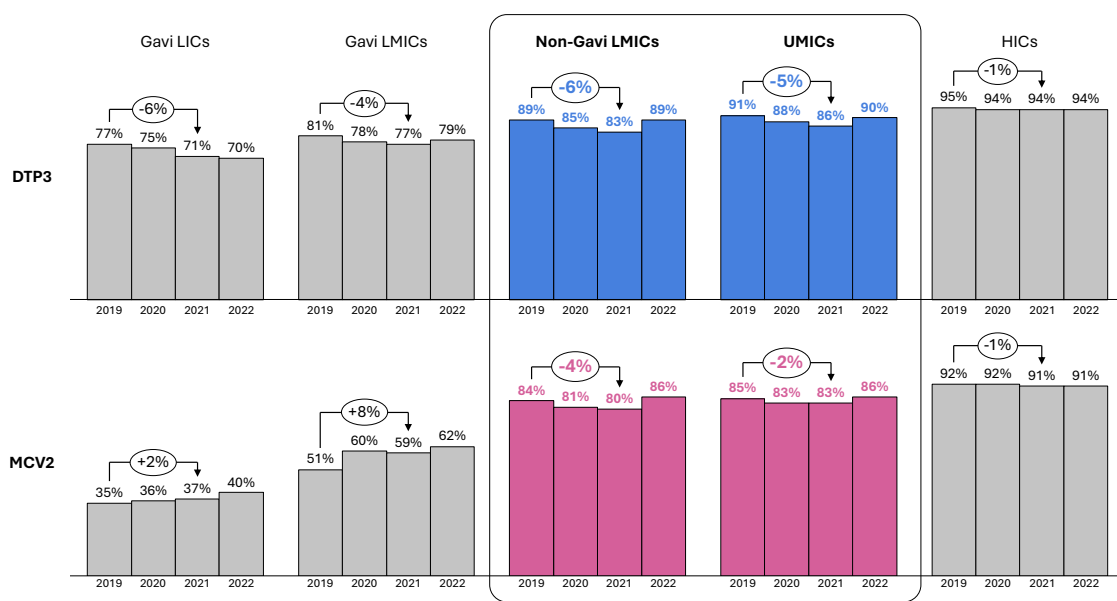 Gavi LICs Gavi LMICs Non-Gavi LMICs UMICs HICs
-6% -4% -6% -5% -1%
77% 75% 71% 70% 81% 78% 77% 79% 89% 85% 83% 89% 91% 88% 86% 90% 95% 94% 94% 94%
DTP3
2019 2020 2021 2022 2019 2020 2021 2022 2019 2020 2021 2022 2019 2020 2021 2022 2019 2020 2021 2022
+2% +8% -4% -2% -1%
35% 36% 37% 40% 51% 60% 59% 62% 84% 81% 80% 86% 85% 83% 83% 86% 92% 92% 91% 91%
MCV2
2019 2020 2021 2022 2019 2020 2021 2022 2019 2020 2021 2022 2019 2020 2021 2022 2019 2020 2021 2022